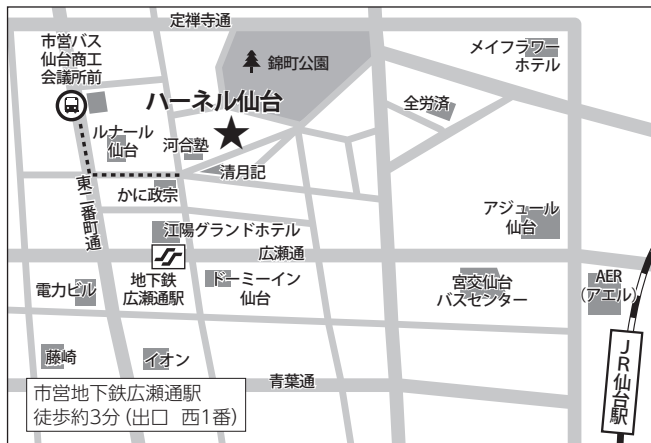 定禅寺通
市営バス
仙台商工
会議所前
錦町公園
メイフラワー
ホテル
ハーネル仙台
全労済
ルナール
仙台
河合塾
清月記
東二番町通
かに政宗
アジュール
仙台
江陽グランドホテル
広瀬通
地下鉄
広瀬通駅
電力ビル
ドーミーイン
仙台
宮交仙台
バスセンター
AER
(アエル)
JR仙台駅
藤崎
イオン
青葉通
市営地下鉄広瀬通駅
徒歩約3分(出口 西1番)